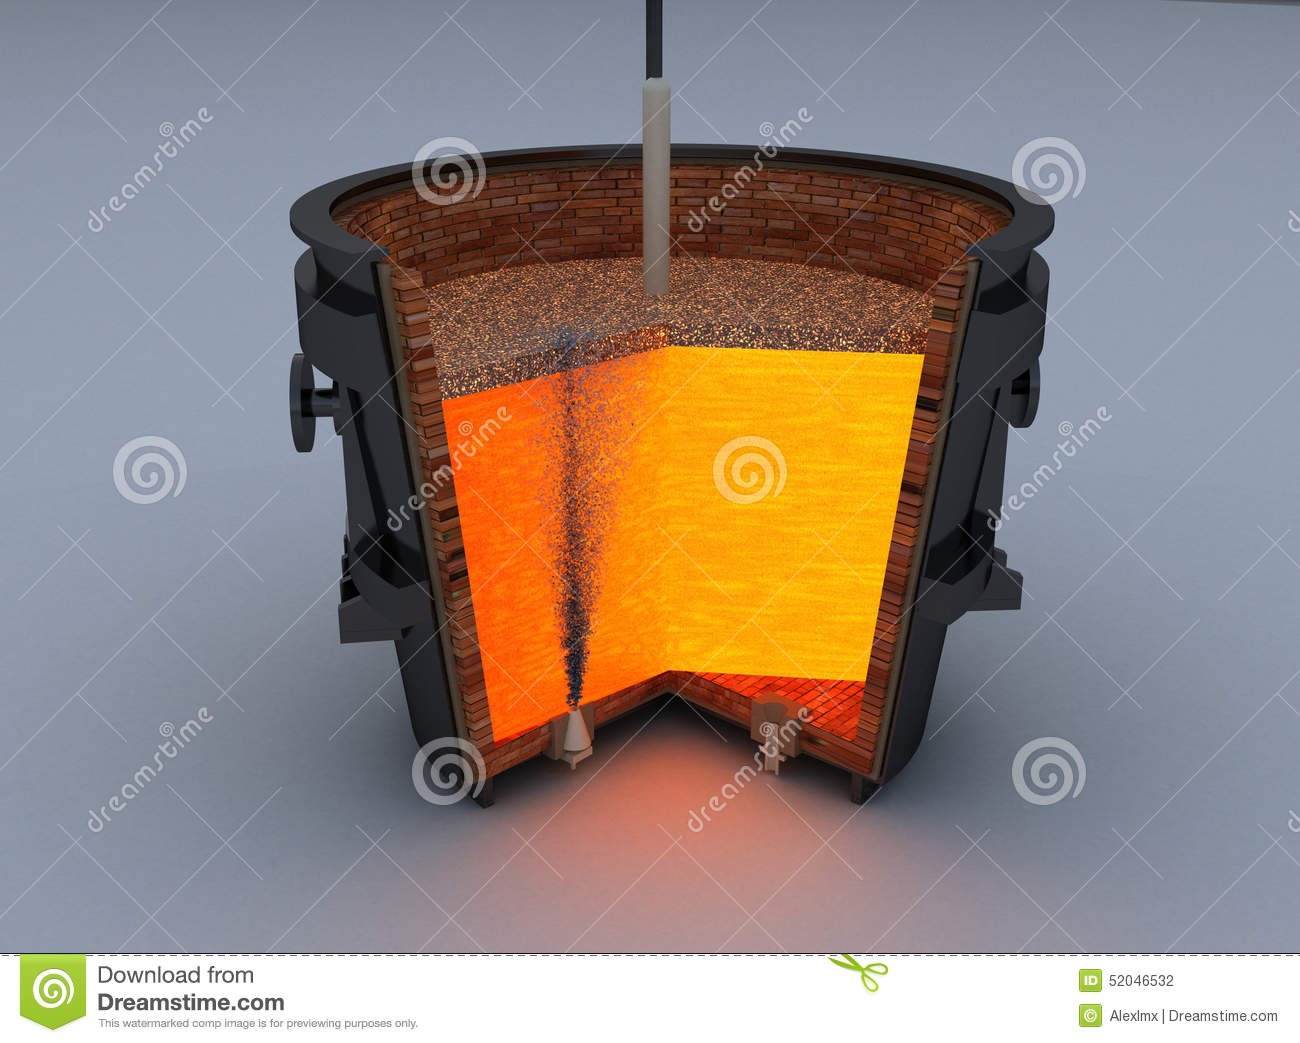 dreamstime.
dreamstime.
dreamstime.
dreamstime.
dreamstime.
dreamstime.
Download from
Dreamstime.com
This watermarked comp image is for previewing purposes only.
ID 52046532
© Alexlmx | Dreamstime.com